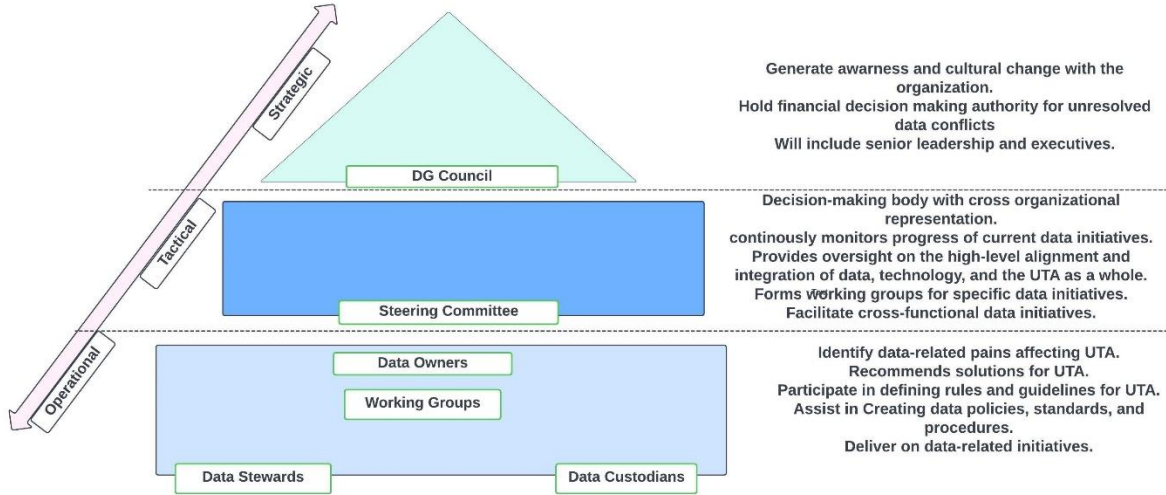 Strategic
Generate awarness and cultural change with the
organization.
Hold financial decision making authority for unresolved
data conflicts
Will include senior leadership and executives.
DG Council
Tactical
Decision-making body with cross organizational
representation.
continously monitors progress of current data initiatives.
Provides oversight on the high-level alignment and
integration of data, technology, and the UTA as a whole.
Forms working groups for specific data initiatives.
Facilitate cross-functional data initiatives.
Steering Committee
Operational
Data Owners
Working Groups
Data Stewards
Data Custodians
Identify data-related pains affecting UTA.
Recommends solutions for UTA.
Participate in defining rules and guidelines for UTA.
Assist in Creating data policies, standards, and
procedures.
Deliver on data-related initiatives.